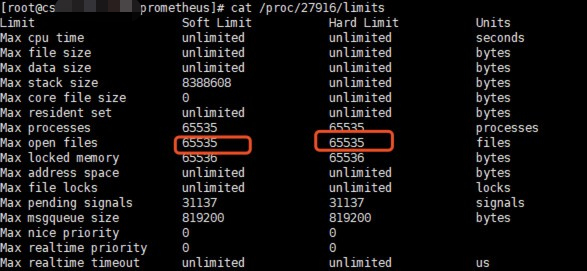 [root@cs prometheus]# cat /proc/27916/limits
Limit Soft Limit Hard Limit Units
Max cpu time unlimited unlimited seconds
Max file size unlimited unlimited bytes
Max data size unlimited unlimited bytes
Max stack size 8388608 unlimited bytes
Max core file size 0 unlimited bytes
Max resident set unlimited unlimited bytes
Max processes 65535 65535 processes
Max open files 65535 65535 files
Max locked memory 65536 65536 bytes
Max address space unlimited unlimited bytes
Max file locks unlimited unlimited locks
Max pending signals 31137 31137 signals
Max msgqueue size 819200 819200 bytes
Max nice priority 0 0
Max realtime priority 0 0
Max realtime timeout unlimited unlimited us